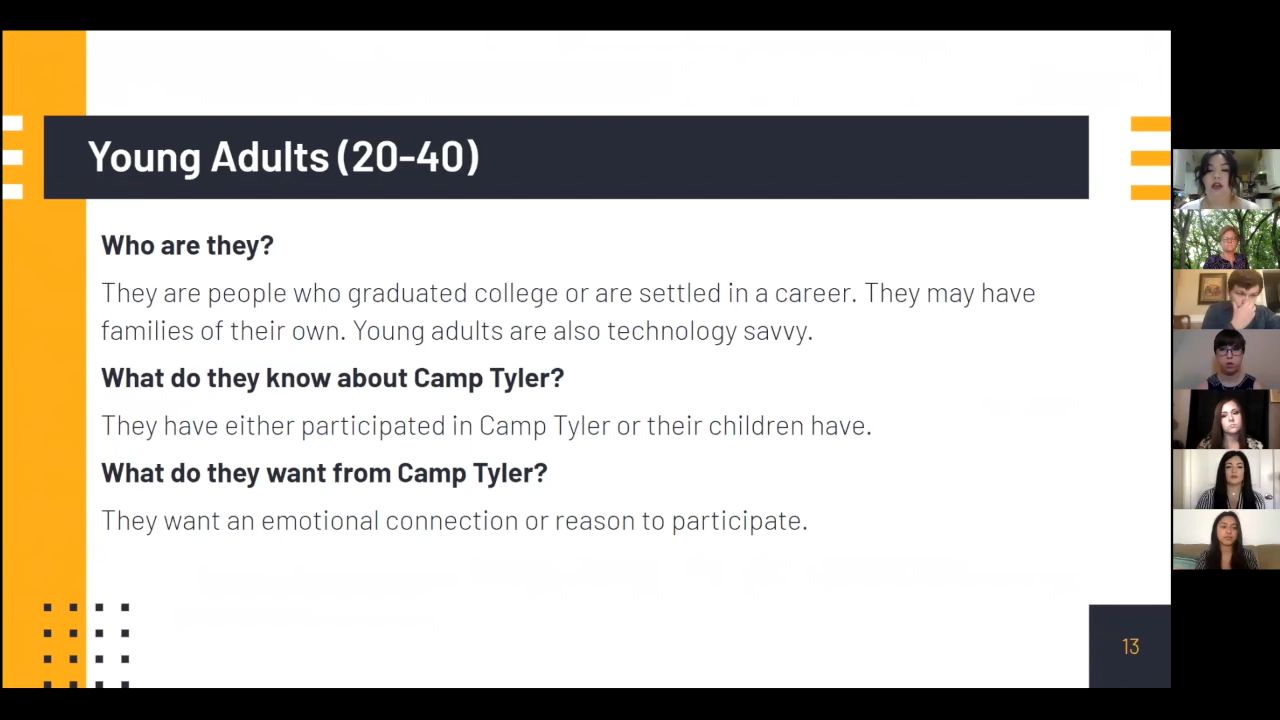 Young Adults (20-40)
Who are they?
They are people who graduated college or are settled in a career. They may have
families of their own. Young adults are also technology savvy.
What do they know about Camp Tyler?
They have either participated in Camp Tyler or their children have.
What do they want from Camp Tyler?
They want an emotional connection or reason to participate.
13